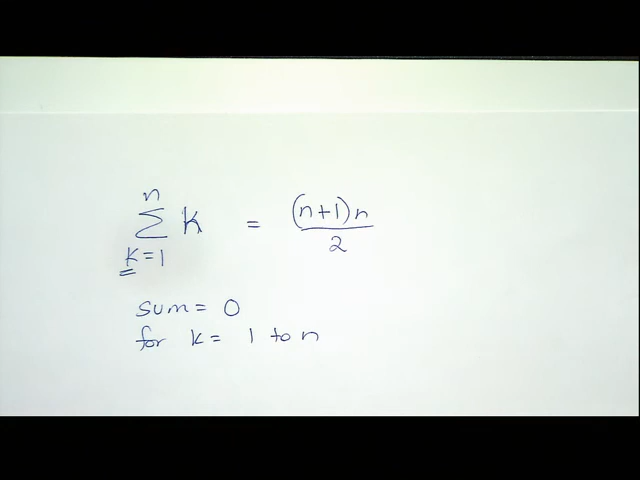 n
∑ k = (n+1)n / 2
k=1
sum = 0
for k = 1 to n